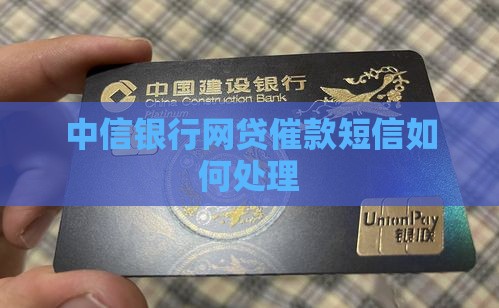 中国建设银行
China Construction Bank
Platinum
中信银行网贷催款短信如
何处理
UnionPay
银联